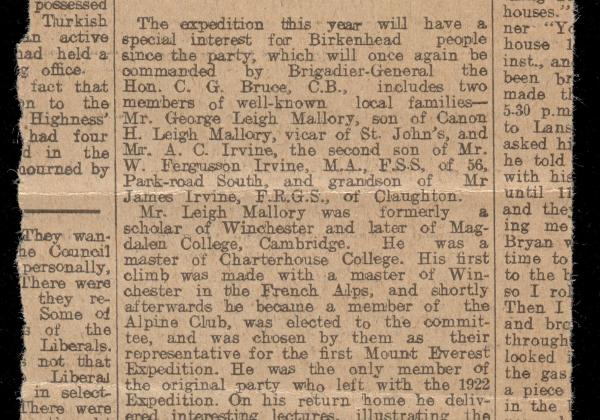 possessed
Turkish
an active
had held a
office.
fact that
on to the
Highness'
had four
in the
mourned by
They wan-
the Council
personally,
There were
they re-
Some of
s of the
Liberals.
not that
Liberal
in select-
There were
The expedition this year will have a
special interest for Birkenhead people
since the party, which will once again be
commanded by Brigadier-General the
Hon. C. G. Bruce, C.B., includes two
members of well-known local families—
Mr. George Leigh Mallory, son of Canon
H. Leigh Mallory, vicar of St. John's, and
Mr. A. C. Irvine, the second son of Mr.
W. Fergusson Irvine, M.A., F.S.S, of 56,
Park-road South, and grandson of Mr
James Irvine, F.R.G.S., of Claughton.
Mr. Leigh Mallory was formerly a
scholar of Winchester and later of Mag-
dalen College, Cambridge. He was a
master of Charterhouse College. His first
climb was made with a master of Win-
chester in the French Alps, and shortly
afterwards he became a member of the
Alpine Club, was elected to the commit-
tee, and was chosen by them as their
representative for the first Mount Everest
Expedition. He was the only member of
the original party who left with the 1922
Expedition. On his return home he deliv-
ered interesting lectures, illustrating the
houses."
ner "Yo
house 1
inst., an
been br
made th
5.30 p.m
to Lans
asked hi
he told
with his
until 11
and the
ing me
Bryan w
time to
to the b
so I rol
Then I
and bro
through
looked i
the gas
a piece
in the